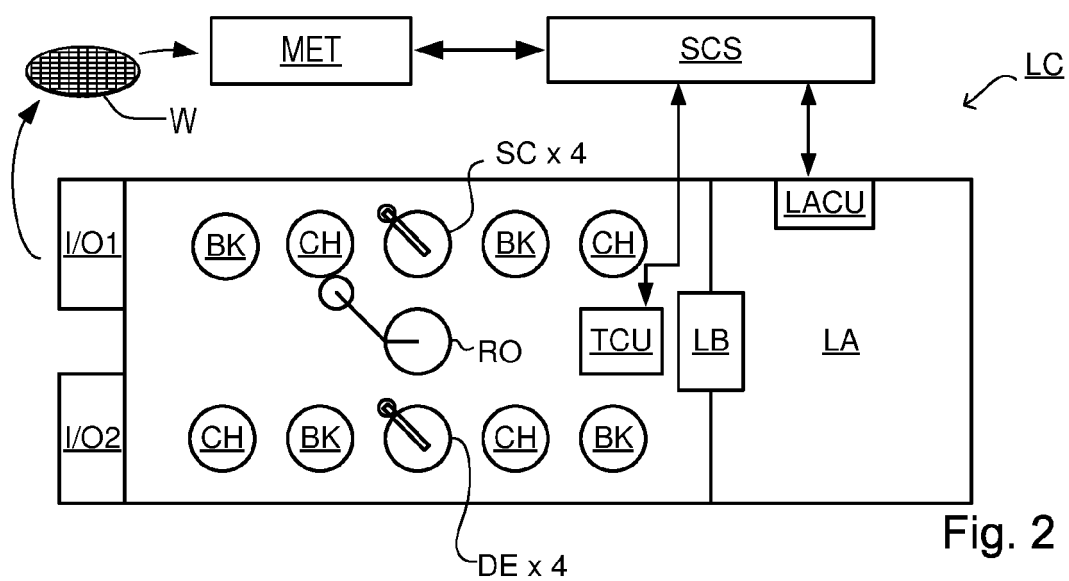 MET
SCS
LC
W
SC x 4
I/O1
BK
CH
BK
CH
LACU
RO
TCU
LB
LA
I/O2
CH
BK
CH
BK
DE x 4
Fig. 2